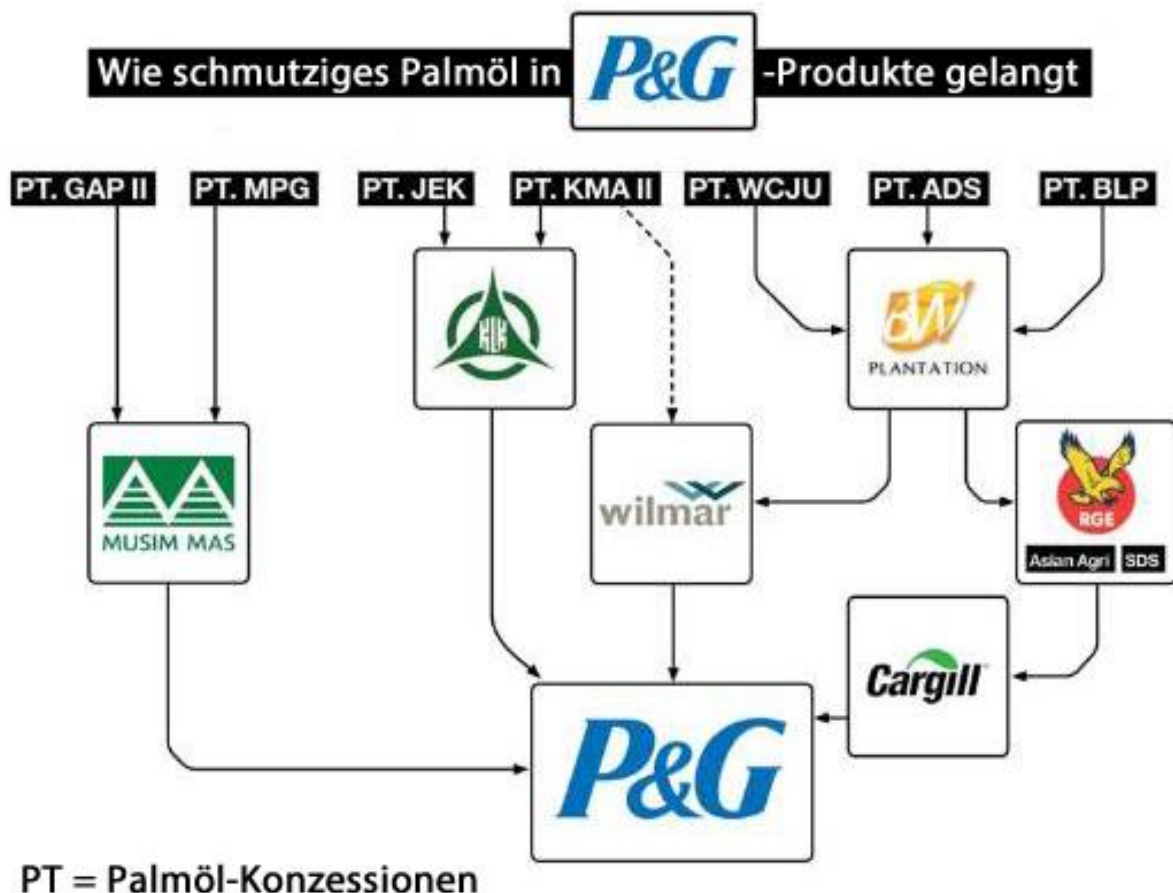 Wie schmutziges Palmöl in P&G -Produkte gelangt
PT. GAP II PT. MPG PT. JEK PT. KMA II PT. WCJU PT. ADS PT. BLP
KLK
BW
PLANTATION
MUSIM MAS
wilmar
RGE
Asian Agri SDS
Cargill
P&G
PT = Palmöl-Konzessionen